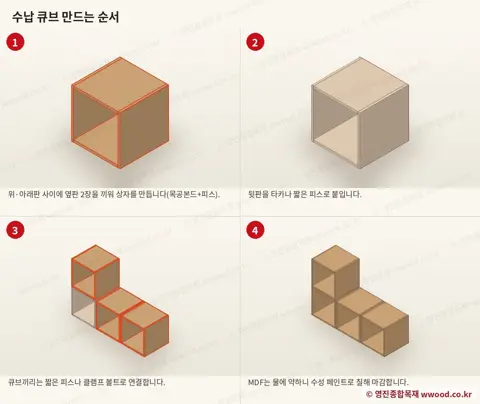 수납 큐브 만드는 순서
1
2
위·아래판 사이에 옆판 2장을 끼워 상자를 만듭니다(목공본드+피스).
뒷판을 타카나 짧은 피스로 붙입니다.
3
4
큐브끼리는 짧은 피스나 클램프 볼트로 연결합니다.
MDF는 물에 약하니 수성 페인트로 칠해 마감합니다.
© 영진종합목재 wwood.co.kr